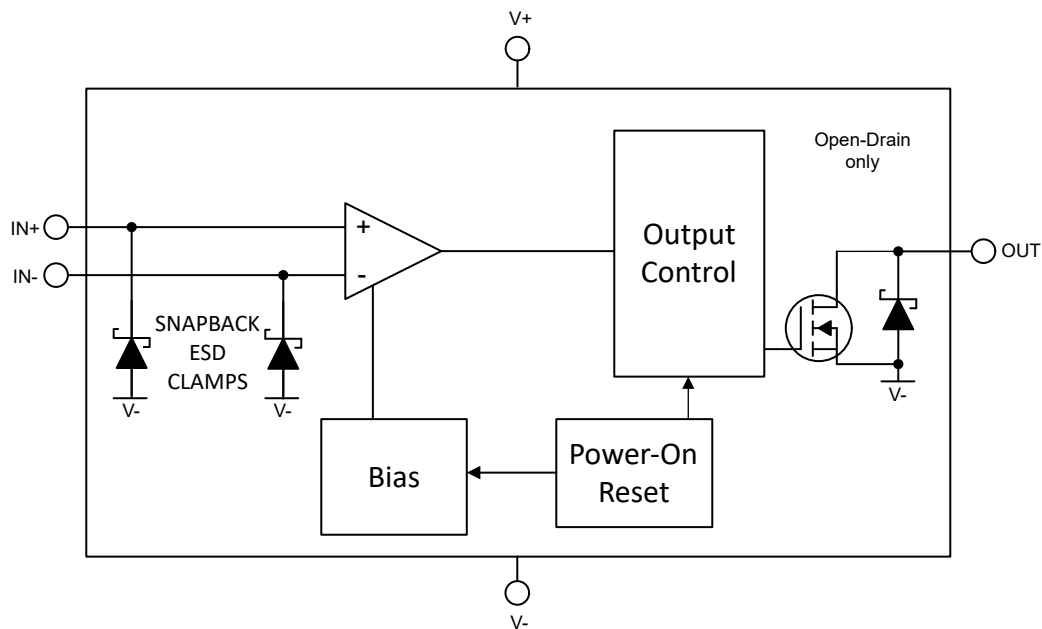 V+
Open-Drain
only
IN+
+
Output
Control
OUT
IN-
-
SNAPBACK
ESD
CLAMPS
V-
V-
V-
Bias
Power-On
Reset
V-